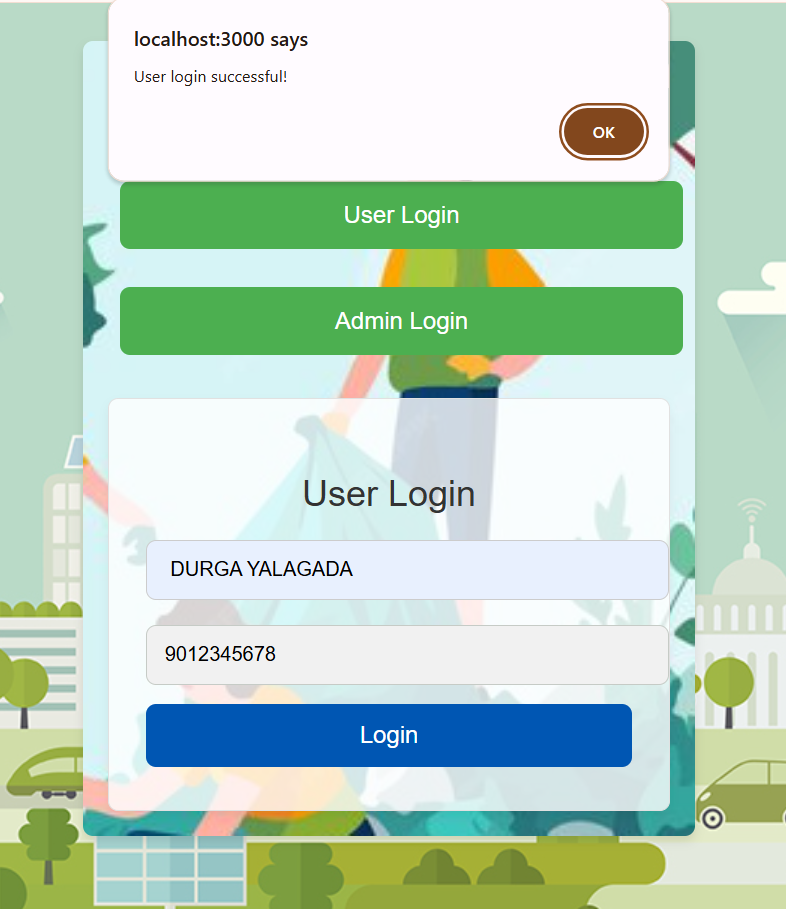 localhost:3000 says
User login successful!
OK
User Login
Admin Login
User Login
DURGA YALAGADA
9012345678
Login